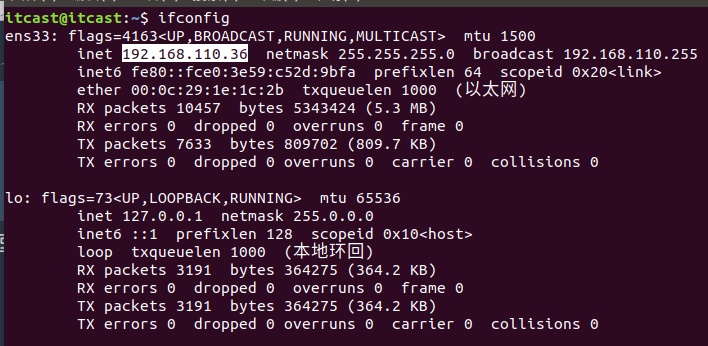 itcast@itcast:~$ ifconfig
ens33: flags=4163<UP,BROADCAST,RUNNING,MULTICAST>  mtu 1500
        inet 192.168.110.36  netmask 255.255.255.0  broadcast 192.168.110.255
        inet6 fe80::fce0:3e59:c52d:9bfa  prefixlen 64  scopeid 0x20<link>
        ether 00:0c:29:1e:1c:2b  txqueuelen 1000  (以太网)
        RX packets 10457  bytes 5343424 (5.3 MB)
        RX errors 0  dropped 0  overruns 0  frame 0
        TX packets 7633  bytes 809702 (809.7 KB)
        TX errors 0  dropped 0 overruns 0  carrier 0  collisions 0

lo: flags=73<UP,LOOPBACK,RUNNING>  mtu 65536
        inet 127.0.0.1  netmask 255.0.0.0
        inet6 ::1  prefixlen 128  scopeid 0x10<host>
        loop  txqueuelen 1000  (本地环回)
        RX packets 3191  bytes 364275 (364.2 KB)
        RX errors 0  dropped 0  overruns 0  frame 0
        TX packets 3191  bytes 364275 (364.2 KB)
        TX errors 0  dropped 0 overruns 0  carrier 0  collisions 0